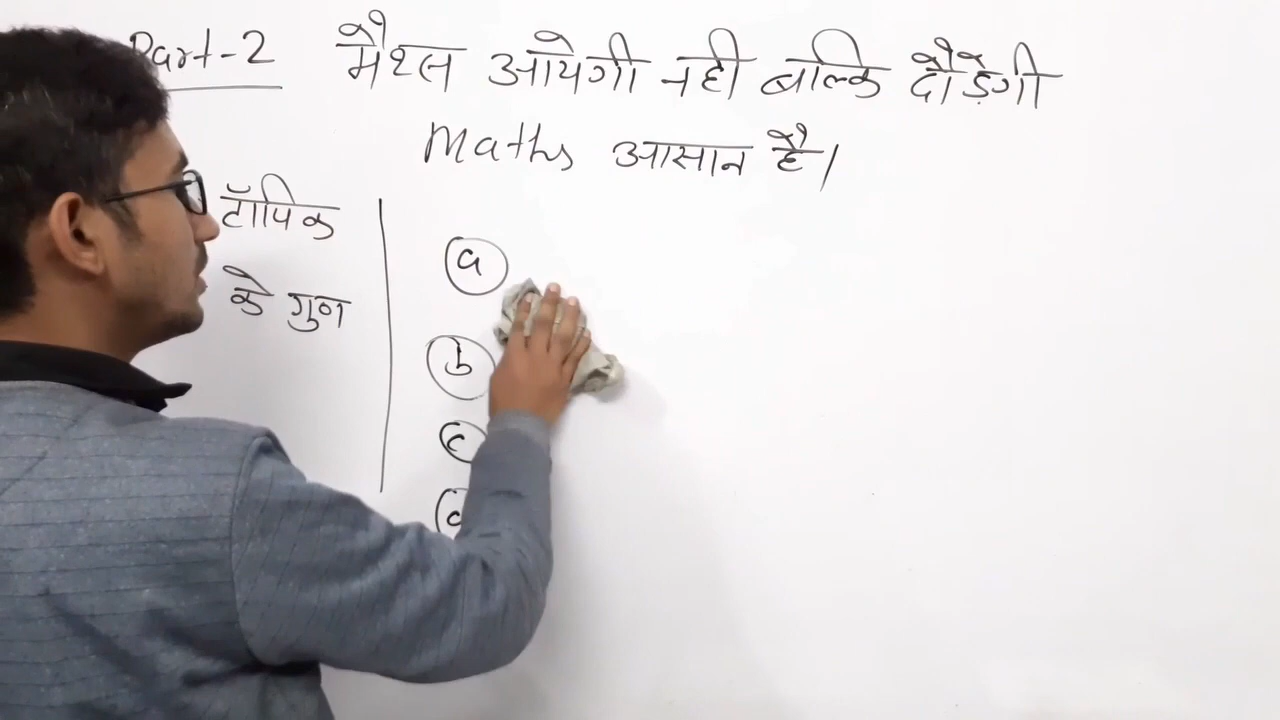 Part-2 मैथ्स आयेगी नही बल्कि दौड़ेगी
Maths आसान है।
टॉपिक
के गुण
a
b
c
d